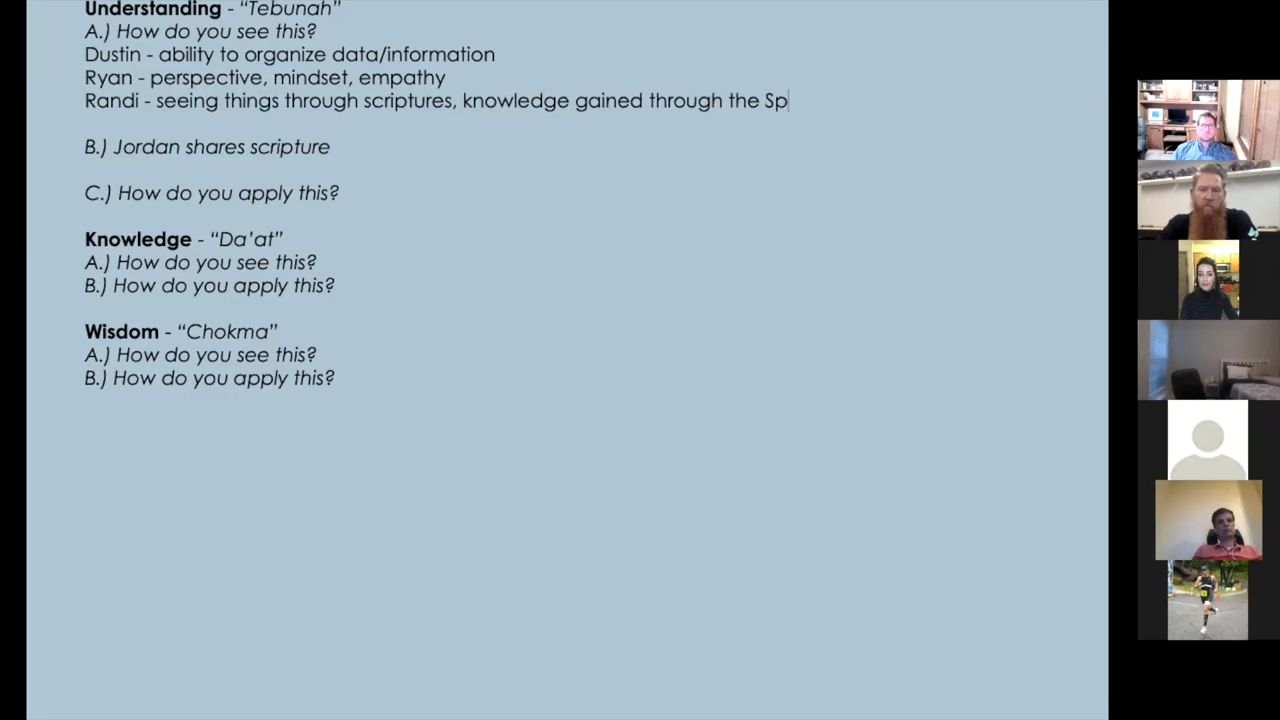 Understanding - “Tebunah”
A.) How do you see this?
Dustin - ability to organize data/information
Ryan - perspective, mindset, empathy
Randi - seeing things through scriptures, knowledge gained through the Sp
B.) Jordan shares scripture
C.) How do you apply this?
Knowledge - “Da’at”
A.) How do you see this?
B.) How do you apply this?
Wisdom - “Chokma”
A.) How do you see this?
B.) How do you apply this?